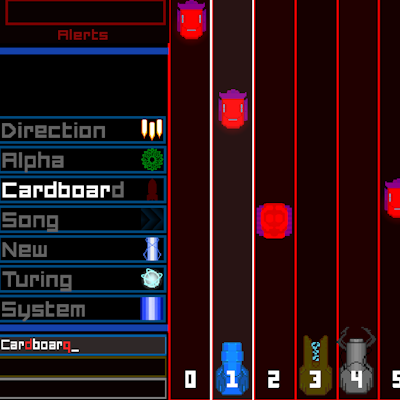 Alerts
Direction
Alpha
Cardboard
Song
New
Turing
System
Cardboarq_
0 1 2 3 4 5